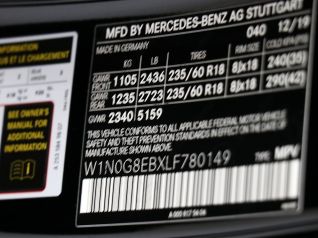 MFD BY MERCEDES-BENZ AG STUTTGART
MADE IN GERMANY
040 12/19
KG LB TIRES RIM SIZE
GAWR FRONT 1105 2436 235/60 R18 8Jx18 240(35)
GAWR REAR 1235 2723 235/60 R18 8Jx18 290(42)
GVWR 2340 5159
THIS VEHICLE CONFORMS TO ALL APPLICABLE FEDERAL MOTOR VEHICLE
SAFETY AND THEFT PREVENTION STANDARDS IN EFFECT ON THE DATE OF
MANUFACTURE SHOWN ABOVE.
W1N0G8EBXLF780149 TYPE: MPV
ET LE CHARGEMENT
SEE OWNER'S
MANUAL FOR
ADDITIONAL
INFORMATION